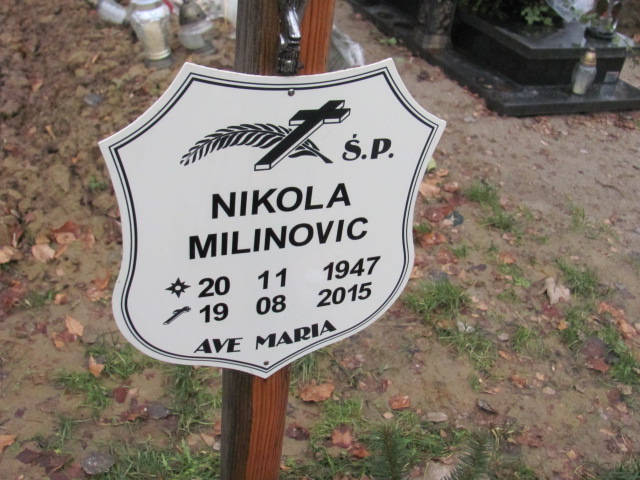 Ś.P.
NIKOLA
MILINOVIC
20 11 1947
19 08 2015
AVE MARIA